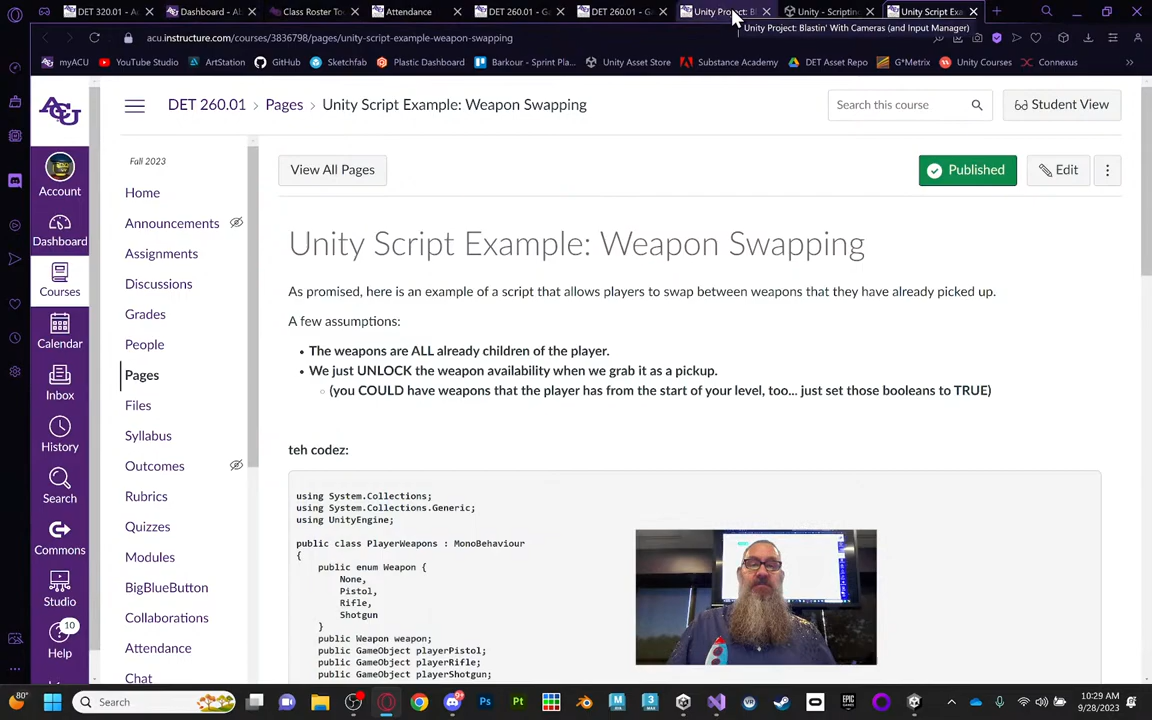 DET 320.01 - A
Dashboard - Ab
Class Roster To
Attendance
DET 260.01 - Ga
DET 260.01 - Ga
Unity Project: Bl
Unity - Scriptin
Unity Script Exa
Unity Project: Blastin' With Cameras (and Input Manager)
acu.instructure.com/courses/3836798/pages/unity-script-example-weapon-swapping
myACU
YouTube Studio
ArtStation
GitHub
Sketchfab
Plastic Dashboard
Barkour - Sprint Pla...
Unity Asset Store
Substance Academy
DET Asset Repo
G*Metrix
Unity Courses
Connexus
ACU
DET 260.01 > Pages > Unity Script Example: Weapon Swapping
Search this course
Student View
Fall 2023
View All Pages
Published
Edit
Account
Dashboard
Courses
Calendar
Inbox
History
Search
Commons
Studio
10
Help
Home
Announcements
Assignments
Discussions
Grades
People
Pages
Files
Syllabus
Outcomes
Rubrics
Quizzes
Modules
BigBlueButton
Collaborations
Attendance
Chat
Unity Script Example: Weapon Swapping
As promised, here is an example of a script that allows players to swap between weapons that they have already picked up.
A few assumptions:
• The weapons are ALL already children of the player.
• We just UNLOCK the weapon availability when we grab it as a pickup.
◦ (you COULD have weapons that the player has from the start of your level, too... just set those booleans to TRUE)
teh codez:
using System.Collections;
using System.Collections.Generic;
using UnityEngine;
public class PlayerWeapons : MonoBehaviour
{
public enum Weapon {
None,
Pistol,
Rifle,
Shotgun
}
public Weapon weapon;
public GameObject playerPistol;
public GameObject playerRifle;
public GameObject playerShotgun;
80°
Search
10:29 AM
9/28/2023